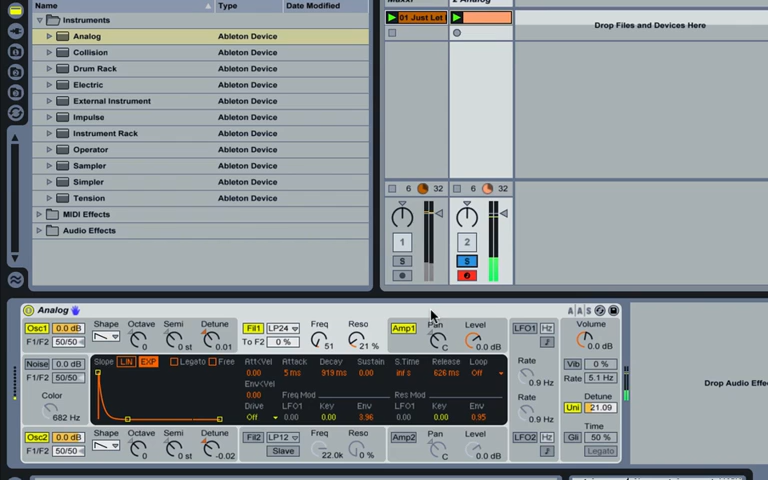 Name Type Date Modified
Instruments
Analog Ableton Device
Collision Ableton Device
Drum Rack Ableton Device
Electric Ableton Device
External Instrument Ableton Device
Impulse Ableton Device
Instrument Rack Ableton Device
Operator Ableton Device
Sampler Ableton Device
Simpler Ableton Device
Tension Ableton Device
MIDI Effects
Audio Effects
2 Analog
01 Just Let
Drop Files and Devices Here
6 32 6 32
1 2
S S
Analog
Osc1 0.0 dB Shape Octave Semi Detune
F1/F2 50/50 0 0 st 0.01
Fil1 LP24 Freq Reso
To F2 0 % 51 21 %
Amp1 Pan Level
C 0.0 dB
LFO1 Hz
Volume
0.0 dB
Noise 0.0 dB
F1/F2 50/50
Color
682 Hz
Slope LIN EXP Legato Free
Att<Vel Attack Decay Sustain S.Time Release Loop
0.00 5 ms 919 ms 0.00 inf s 626 ms Off
Env<Vel
0.00 Freq Mod Res Mod
Drive LFO1 Key Env LFO1 Key Env
Off 0.00 0.00 3.96 0.00 0.00 0.95
Rate
0.9 Hz
Rate
0.9 Hz
Vib 0 %
Rate 5.1 Hz
Detune
Uni 21.09
Time
Gli 50 %
Legato
Osc2 0.0 dB Shape Octave Semi Detune
F1/F2 50/50 0 0 st -0.02
Fil2 LP12 Freq Reso
Slave 22.0k 0 %
Amp2 Pan Level
C 0.0 dB
LFO2 Hz
Drop Audio Effe